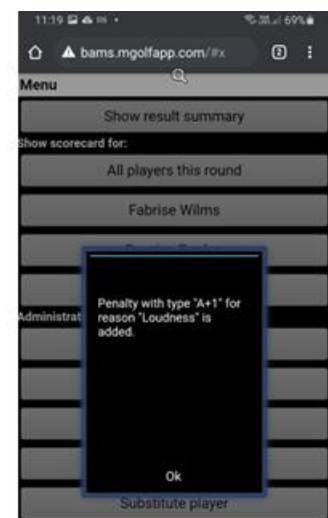 11:19
69%
bams.mgolfapp.com/#x
Menu
Show result summary
Show scorecard for:
All players this round
Fabrise Wilms
Administrat
Penalty with type "A+1" for
reason "Loudness" is
added.
Ok
Substitute player